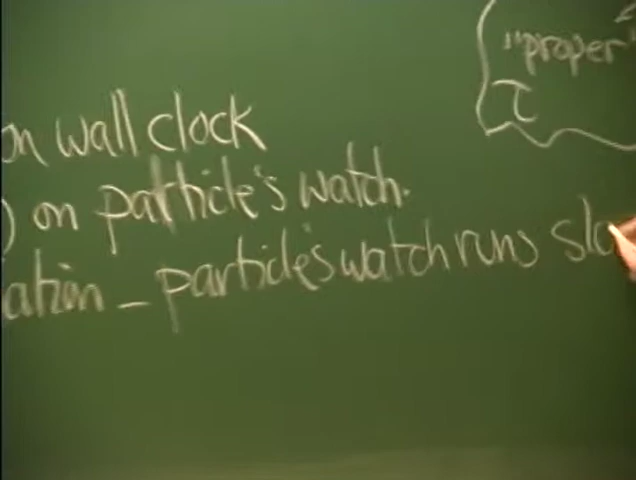 "proper"
τ
on wall clock
) on particle's watch.
ation – particle's watch runs slo